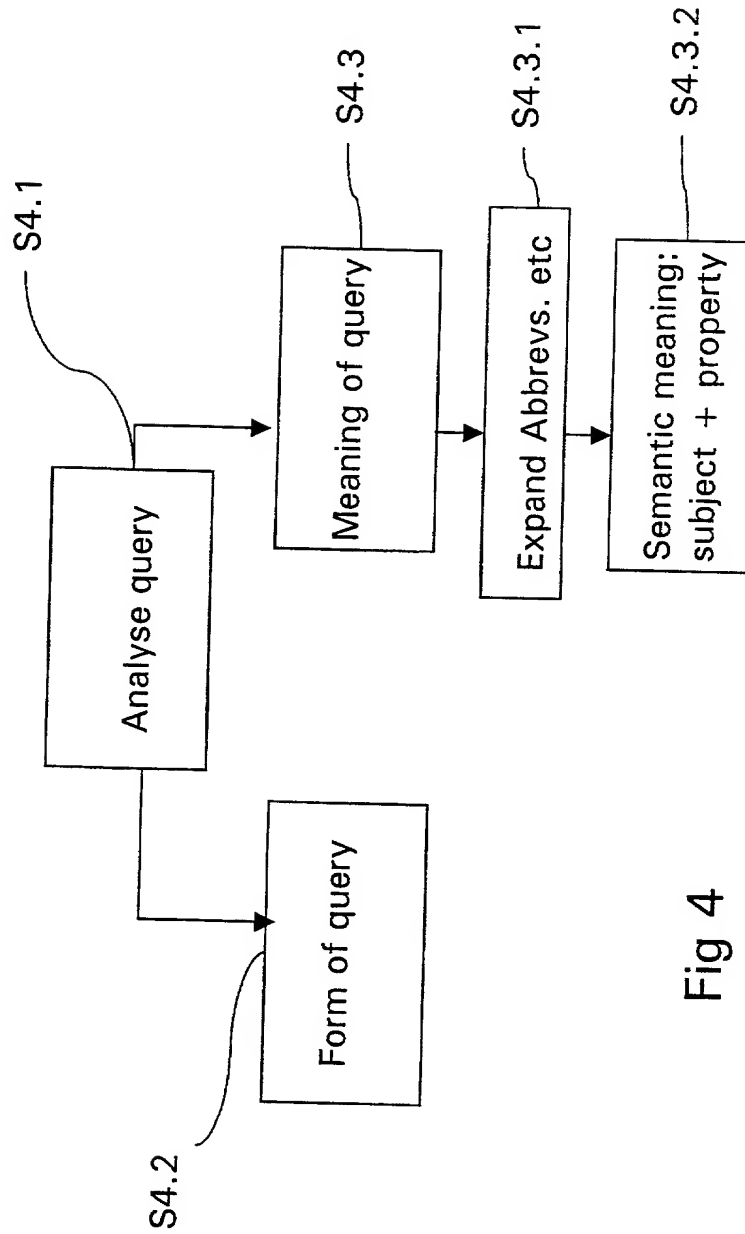 S4.1
Analyse query
S4.2
Form of query
S4.3
Meaning of query
S4.3.1
Expand Abbrevs. etc
S4.3.2
Semantic meaning:
subject + property
Fig 4